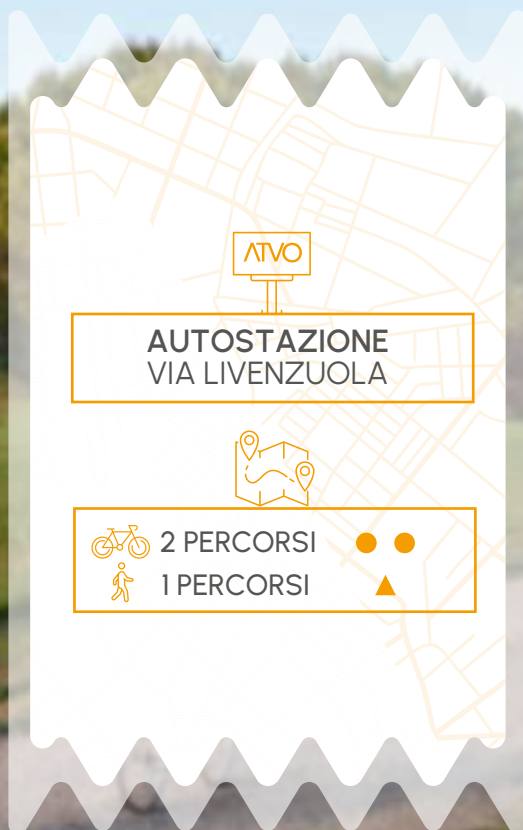 ATVO
AUTOSTAZIONE
VIA LIVENZUOLA
2 PERCORSI
1 PERCORSI